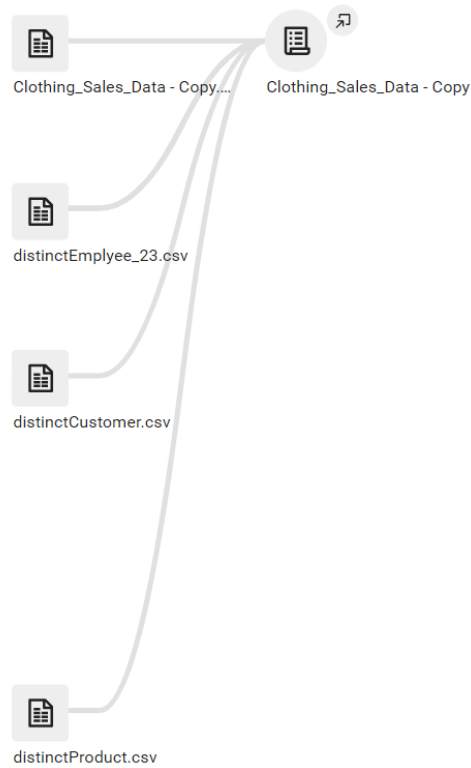 Clothing_Sales_Data - Copy....
Clothing_Sales_Data - Copy
distinctEmplyee_23.csv
distinctCustomer.csv
distinctProduct.csv